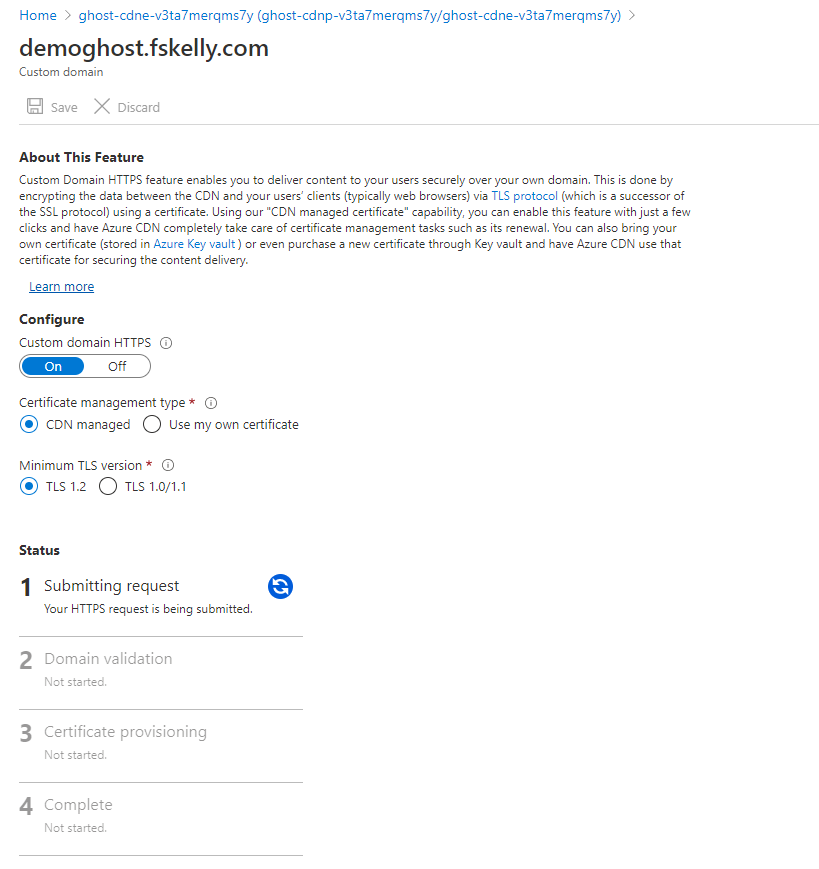 Home > ghost-cdne-v3ta7merqms7y (ghost-cdnp-v3ta7merqms7y/ghost-cdne-v3ta7merqms7y) >
demoghost.fskelly.com
Custom domain
Save Discard
About This Feature
Custom Domain HTTPS feature enables you to deliver content to your users securely over your own domain. This is done by
encrypting the data between the CDN and your users' clients (typically web browsers) via TLS protocol (which is a successor of
the SSL protocol) using a certificate. Using our "CDN managed certificate" capability, you can enable this feature with just a few
clicks and have Azure CDN completely take care of certificate management tasks such as its renewal. You can also bring your
own certificate (stored in Azure Key vault ) or even purchase a new certificate through Key vault and have Azure CDN use that
certificate for securing the content delivery.
Learn more
Configure
Custom domain HTTPS
On Off
Certificate management type *
CDN managed Use my own certificate
Minimum TLS version *
TLS 1.2 TLS 1.0/1.1
Status
1 Submitting request
Your HTTPS request is being submitted.
2 Domain validation
Not started.
3 Certificate provisioning
Not started.
4 Complete
Not started.